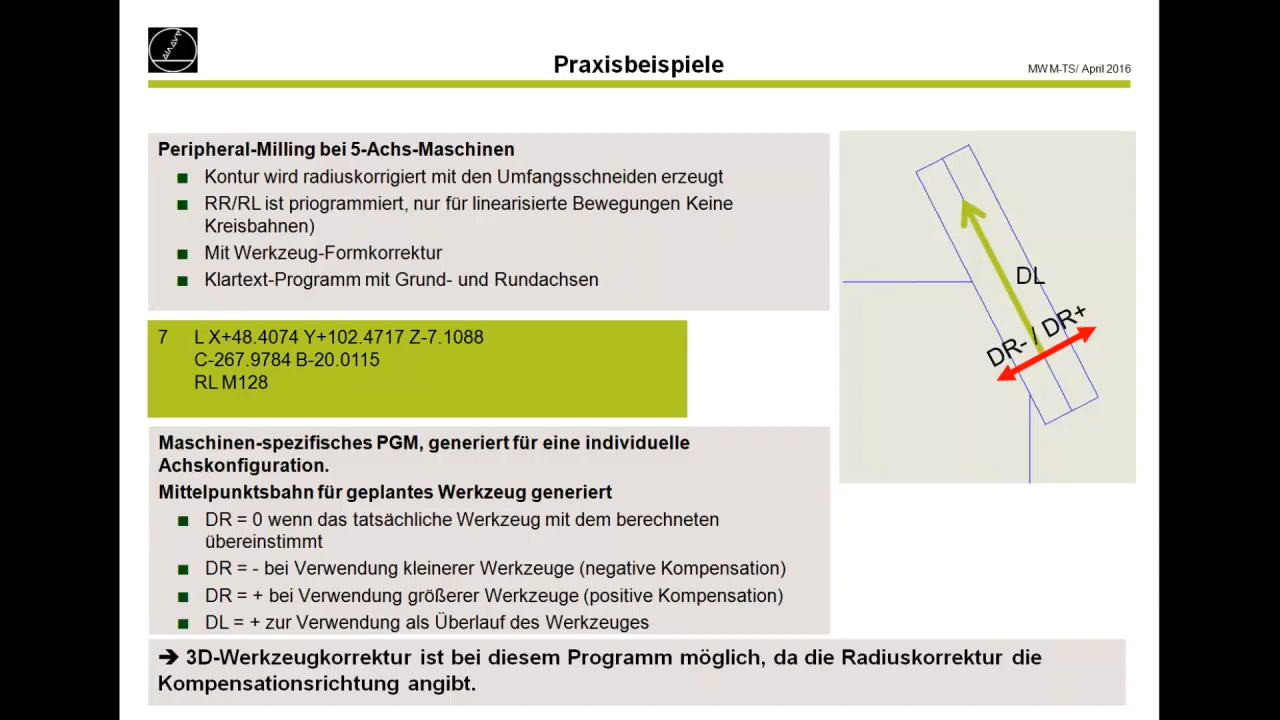 Praxisbeispiele
MWM-TS/ April 2016
Peripheral-Milling bei 5-Achs-Maschinen
Kontur wird radiuskorrigiert mit den Umfangsschneiden erzeugt
RR/RL ist priogrammiert, nur für linearisierte Bewegungen Keine
Kreisbahnen)
Mit Werkzeug-Formkorrektur
Klartext-Programm mit Grund- und Rundachsen
7 L X+48.4074 Y+102.4717 Z-7.1088
C-267.9784 B-20.0115
RL M128
DL
DR- / DR+
Maschinen-spezifisches PGM, generiert für eine individuelle
Achskonfiguration.
Mittelpunktsbahn für geplantes Werkzeug generiert
DR = 0 wenn das tatsächliche Werkzeug mit dem berechneten
übereinstimmt
DR = - bei Verwendung kleinerer Werkzeuge (negative Kompensation)
DR = + bei Verwendung größerer Werkzeuge (positive Kompensation)
DL = + zur Verwendung als Überlauf des Werkzeuges
➔ 3D-Werkzeugkorrektur ist bei diesem Programm möglich, da die Radiuskorrektur die
Kompensationsrichtung angibt.